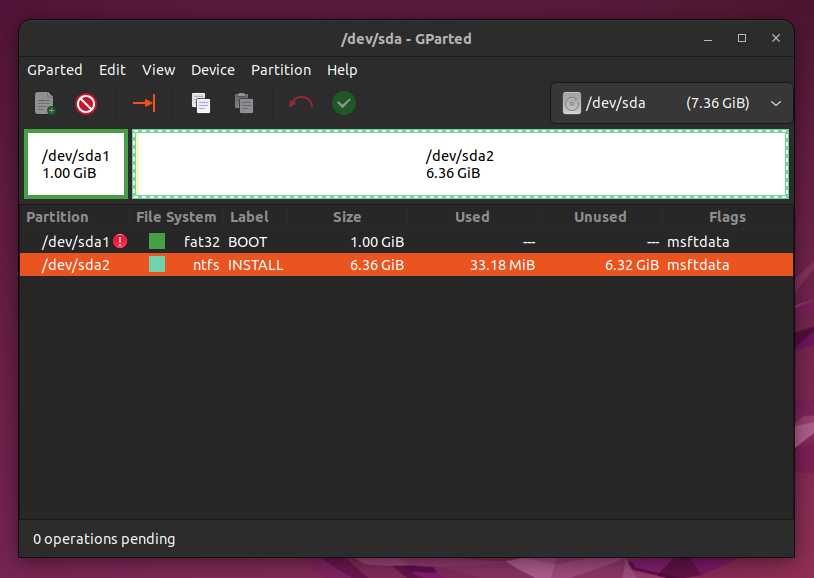 /dev/sda - GParted
GParted Edit View Device Partition Help
/dev/sda (7.36 GiB)
/dev/sda1
1.00 GiB
/dev/sda2
6.36 GiB
Partition File System Label Size Used Unused Flags
/dev/sda1 fat32 BOOT 1.00 GiB --- --- msftdata
/dev/sda2 ntfs INSTALL 6.36 GiB 33.18 MiB 6.32 GiB msftdata
0 operations pending